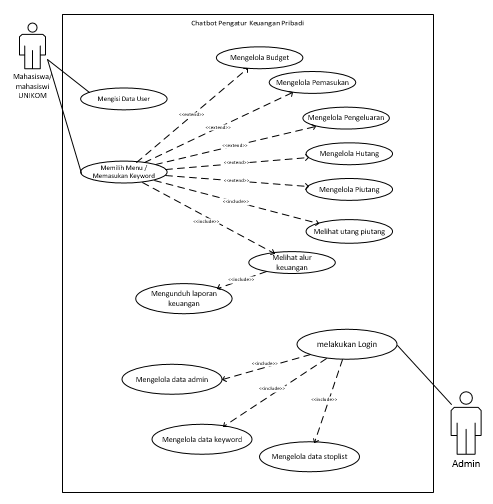 Chatbot Pengatur Keuangan Pribadi
Mahasiswa/
mahasiswi
UNIKOM
Mengelola Budget
Mengelola Pemasukan
Mengisi Data User
Mengelola Pengeluaran
<<extend>>
<<extend>>
<<extend>>
Mengelola Hutang
<<extend>>
Memilih Menu /
Memasukan Keyword
<<extend>>
Mengelola Piutang
<<include>>
<<include>>
Melihat utang piutang
Melihat alur
keuangan
<<include>>
Mengunduh laporan
keuangan
melakukan Login
<<include>>
Mengelola data admin
<<include>>
<<include>>
Mengelola data keyword
Mengelola data stoplist
Admin